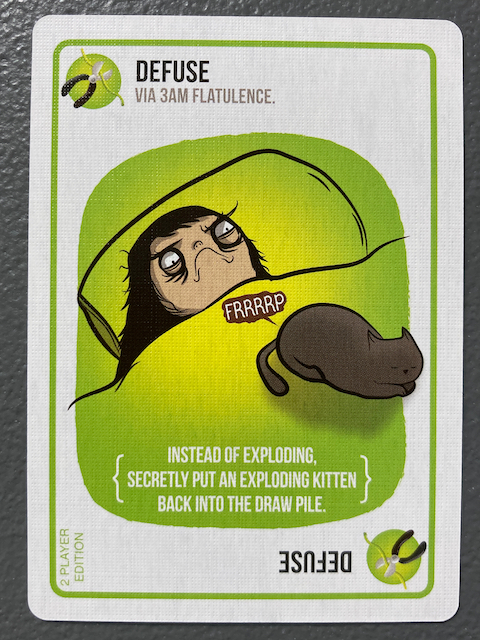 DEFUSE
VIA 3AM FLATULENCE.
FRRRRP
INSTEAD OF EXPLODING,
SECRETLY PUT AN EXPLODING KITTEN
BACK INTO THE DRAW PILE.
2 PLAYER
EDITION
DEFUSE